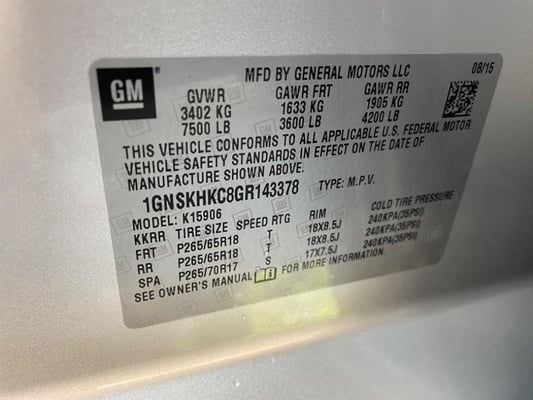 GM
MFD BY GENERAL MOTORS LLC
08/15
GVWR GAWR FRT GAWR RR
3402 KG 1633 KG 1905 KG
7500 LB 3600 LB 4200 LB
THIS VEHICLE CONFORMS TO ALL APPLICABLE U.S. FEDERAL MOTOR
VEHICLE SAFETY STANDARDS IN EFFECT ON THE DATE OF
MANUFACTURE SHOWN ABOVE.
1GNSKHKC8GR143378 TYPE: M.P.V.
MODEL: K15906
KKRR TIRE SIZE SPEED RTG RIM COLD TIRE PRESSURE
FRT P265/65R18 T 18X8.5J 240KPA(35PSI)
RR P265/65R18 T 18X8.5J 240KPA(35PSI)
SPA P265/70R17 S 17X7.5J 240KPA(35PSI)
SEE OWNER'S MANUAL FOR MORE INFORMATION.